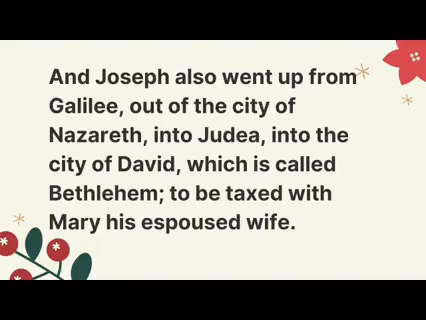 And Joseph also went up from
Galilee, out of the city of
Nazareth, into Judea, into the
city of David, which is called
Bethlehem; to be taxed with
Mary his espoused wife.